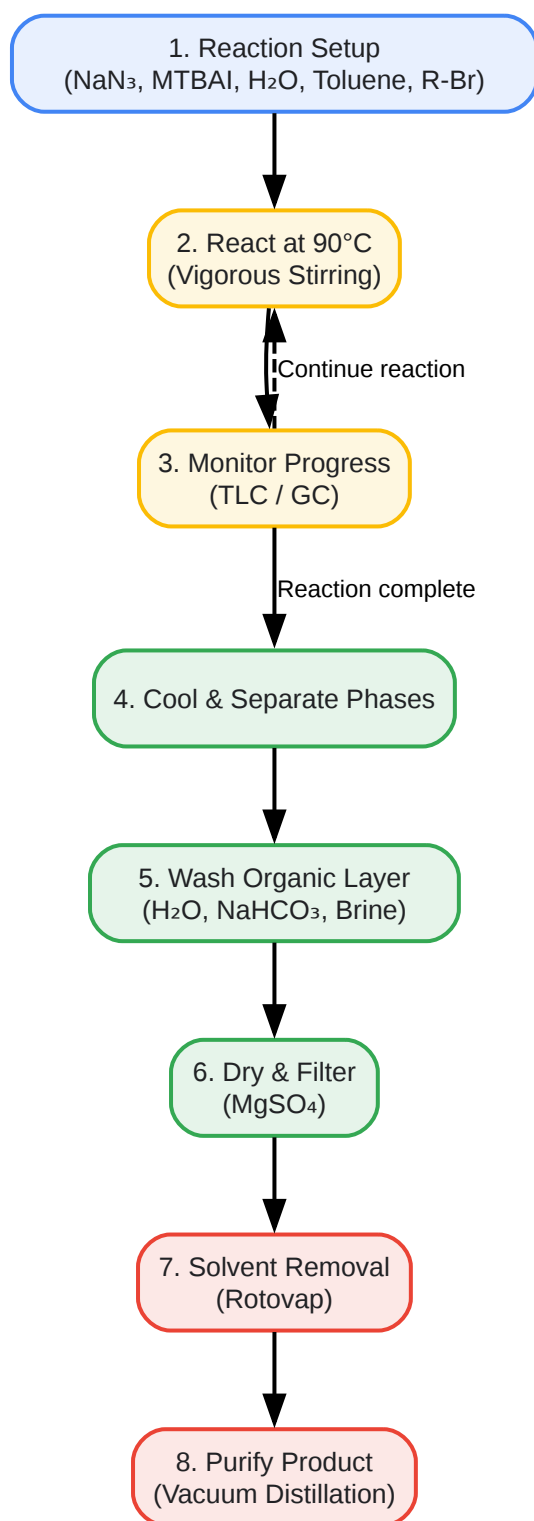 1. Reaction Setup
(NaN₃, MTBAI, H₂O, Toluene, R-Br)
2. React at 90°C
(Vigorous Stirring)
Continue reaction
3. Monitor Progress
(TLC / GC)
Reaction complete
4. Cool & Separate Phases
5. Wash Organic Layer
(H₂O, NaHCO₃, Brine)
6. Dry & Filter
(MgSO₄)
7. Solvent Removal
(Rotovap)
8. Purify Product
(Vacuum Distillation)